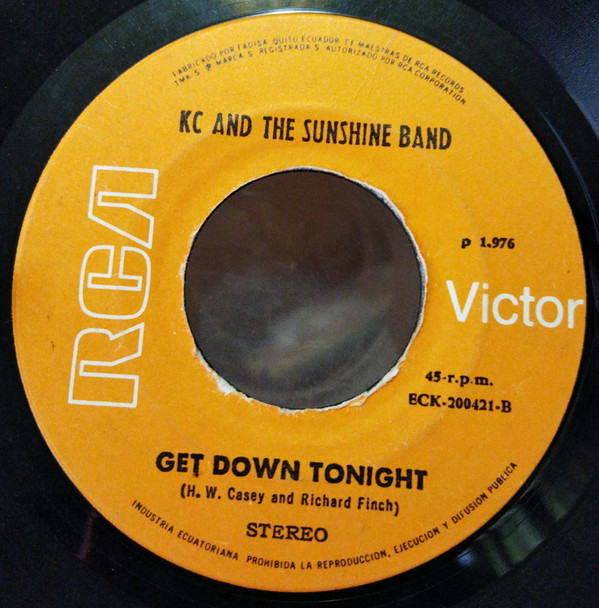 FABRICADO POR FADISA, QUITO ECUADOR DE MAESTRAS DE RCA RECORDS
TMK. S ® MARCA. S REGISTRADA. S AUTORIZADO POR RCA CORPORATION
KC AND THE SUNSHINE BAND
RCA
P 1.976
Victor
45-r.p.m.
ECK-200421-B
GET DOWN TONIGHT
(H. W. Casey and Richard Finch)
STEREO
INDUSTRIA ECUATORIANA PROHIBIDA LA REPRODUCCION, EJECUCION Y DIFUSION PUBLICA